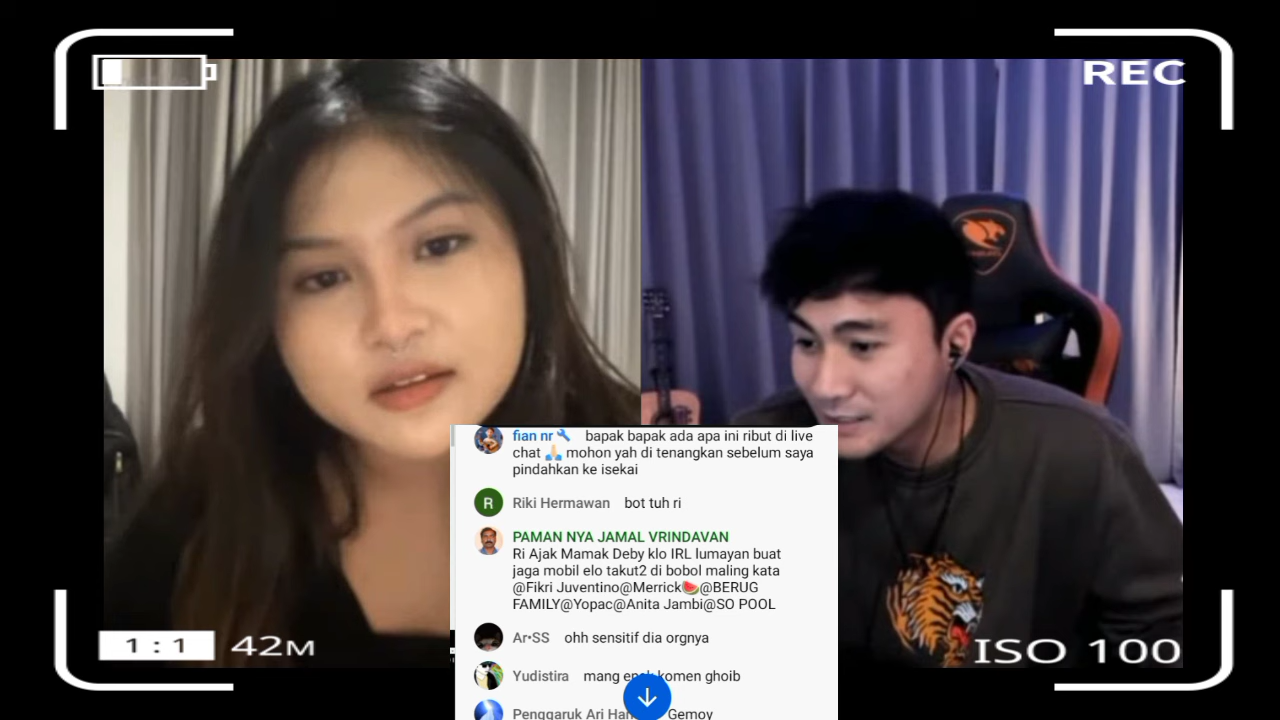 REC
fian nr bapak bapak ada apa ini ribut di live
chat 🙏 mohon yah di tenangkan sebelum saya
pindahkan ke isekai
R
Riki Hermawan bot tuh ri
PAMAN NYA JAMAL VRINDAVAN
Ri Ajak Mamak Deby klo IRL lumayan buat
jaga mobil elo takut2 di bobol maling kata
@Fikri Juventino@Merrick🍉@BERUG
FAMILY@Yopac@Anita Jambi@SO POOL
Ar•SS ohh sensitif dia orgnya
Yudistira mang komen ghoib
Penggaruk Ari Gemoy
1 : 1 42M
ISO 100